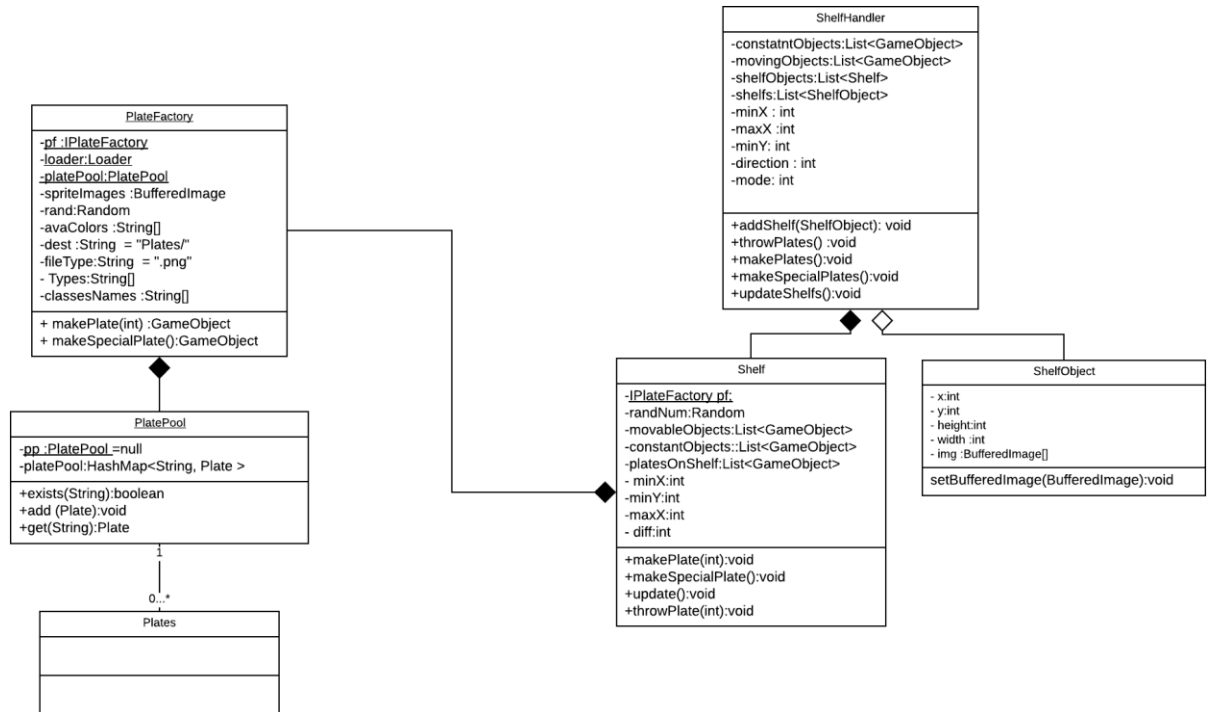 ShelfHandler
-constatntObjects:List<GameObject>
-movingObjects:List<GameObject>
-shelfObjects:List<Shelf>
-shelfs:List<ShelfObject>
-minX : int
-maxX :int
-minY: int
-direction : int
-mode: int
+addShelf(ShelfObject): void
+throwPlates() :void
+makePlates():void
+makeSpecialPlates():void
+updateShelfs():void
PlateFactory
-pf :IPlateFactory
-loader:Loader
-platePool:PlatePool
-spriteImages :BufferedImage
-rand:Random
-avaColors :String[]
-dest :String = "Plates/"
-fileType:String = ".png"
- Types:String[]
-classesNames :String[]
+ makePlate(int) :GameObject
+ makeSpecialPlate():GameObject
Shelf
-IPlateFactory pf;
-randNum:Random
-movableObjects:List<GameObject>
-constantObjects::List<GameObject>
-platesOnShelf:List<GameObject>
- minX:int
-minY:int
-maxX:int
- diff:int
+makePlate(int):void
+makeSpecialPlate():void
+update():void
+throwPlate(int):void
ShelfObject
- x:int
- y:int
- height:int
- width :int
- img :BufferedImage[]
setBufferedImage(BufferedImage):void
PlatePool
-pp :PlatePool =null
-platePool:HashMap<String, Plate >
+exists(String):boolean
+add (Plate):void
+get(String):Plate
1
0...*
Plates